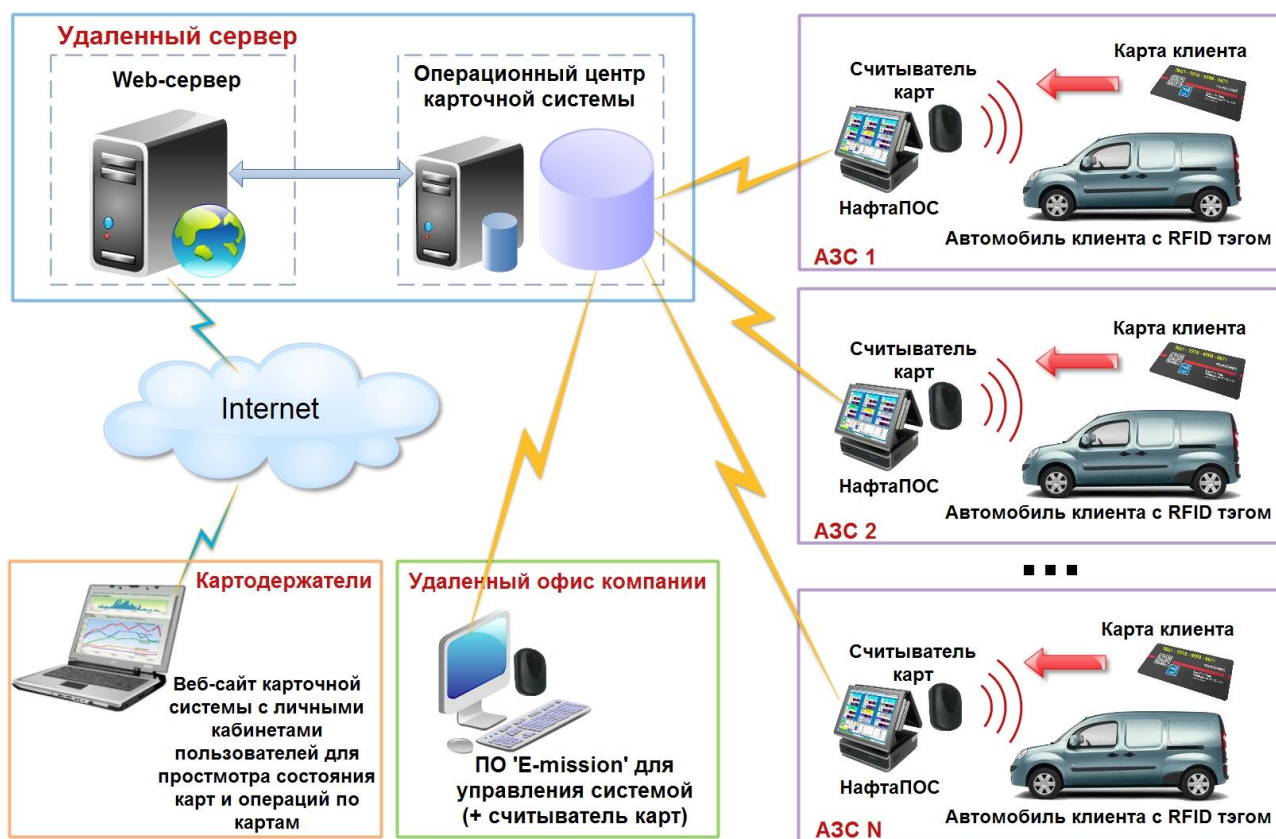 Удаленный сервер
Web-сервер
Операционный центр
карточной системы
Internet
Картодержатели
Веб-сайт карточной
системы с личными
кабинетами
пользователей для
простмотра состояния
карт и операций по
картам
Удаленный офис компании
ПО 'E-mission' для
управления системой
(+ считыватель карт)
Карта клиента
Считыватель
карт
НафтаПОС
Автомобиль клиента с RFID тэгом
АЗС 1
Карта клиента
Считыватель
карт
НафтаПОС
Автомобиль клиента с RFID тэгом
АЗС 2
...
Карта клиента
Считыватель
карт
НафтаПОС
Автомобиль клиента с RFID тэгом
АЗС N